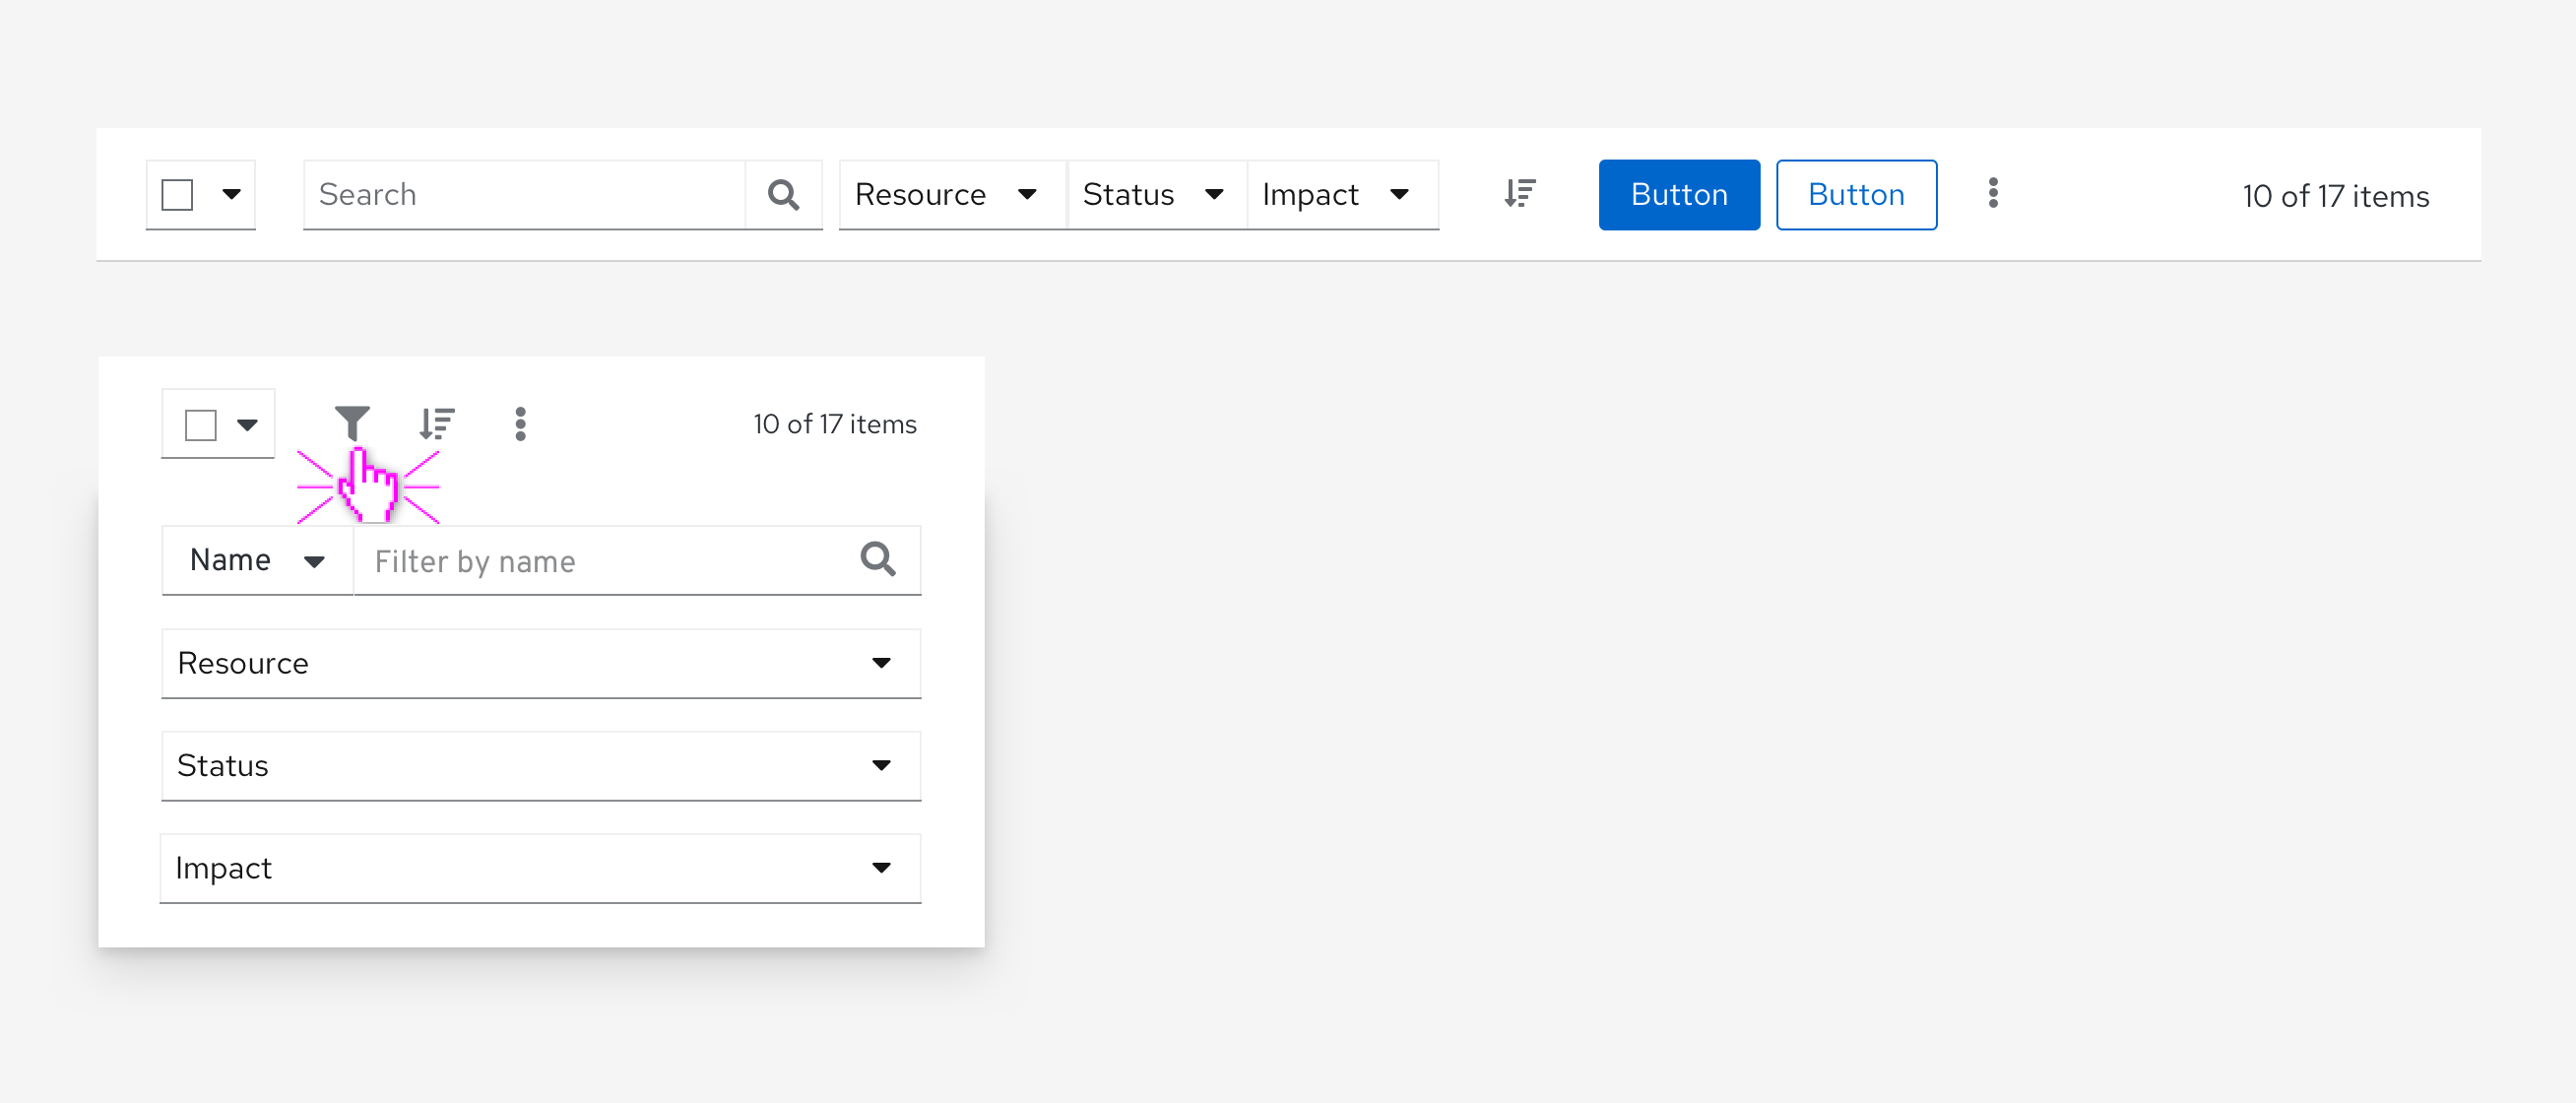 Search Resource Status Impact Button Button 10 of 17 items
10 of 17 items
Name Filter by name
Resource
Status
Impact